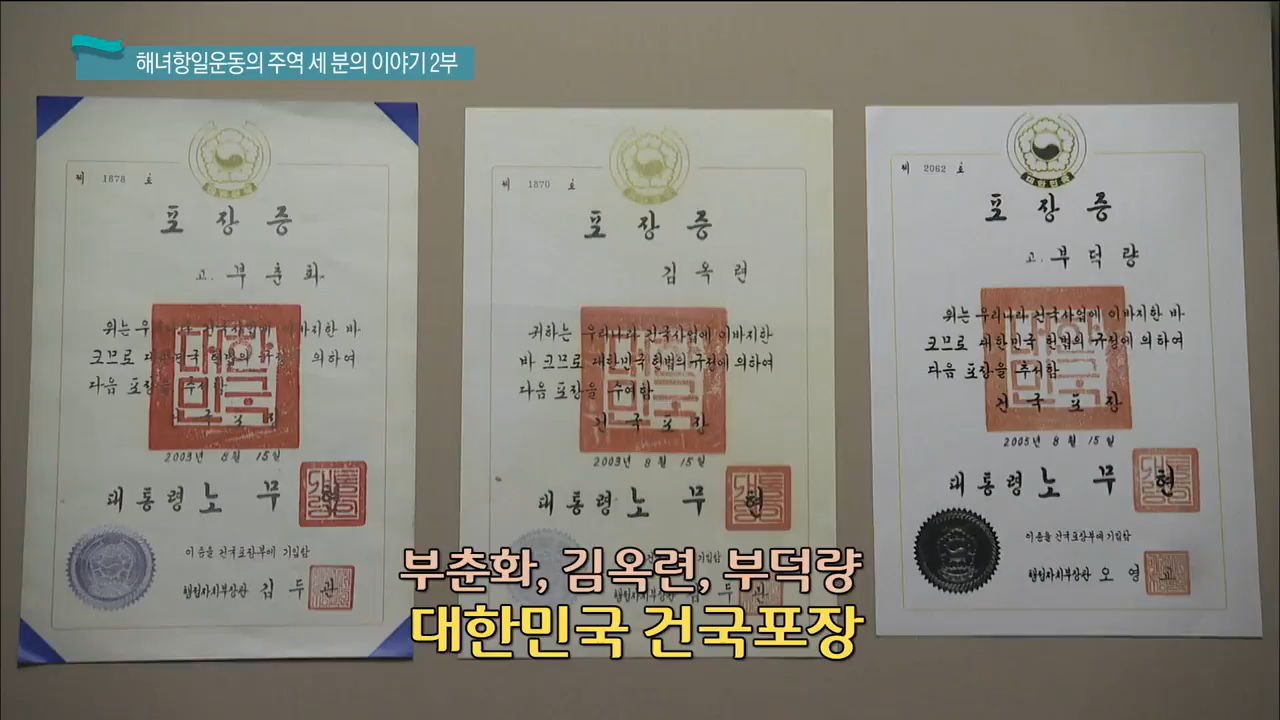 해녀항일운동의 주역 세 분의 이야기 2부
제 1878 호
포장증
고. 부춘화
위는 우리나라 건국사업에 이바지한 바
크므로 대한민국 헌법의 규정에 의하여
다음 포장을 추서함
건국포장
2003년 8월 15일
대통령 노무현
이 증을 건국포장부에 기입함
행정자치부장관 김두관
제 1870 호
포장증
김옥련
귀하는 우리나라 건국사업에 이바지한
바 크므로 대한민국 헌법의 규정에 의하여
다음 포장을 수여함
건국포장
2003년 8월 15일
대통령 노무현
제 2062 호
포장증
고. 부덕량
위는 우리나라 건국사업에 이바지한 바
크므로 대한민국 헌법의 규정에 의하여
다음 포장을 추서함
건국포장
2005년 8월 15일
대통령 노무현
이 증을 건국포장부에 기입함
행정자치부장관 오영교
대한민국
부춘화, 김옥련, 부덕량
대한민국 건국포장